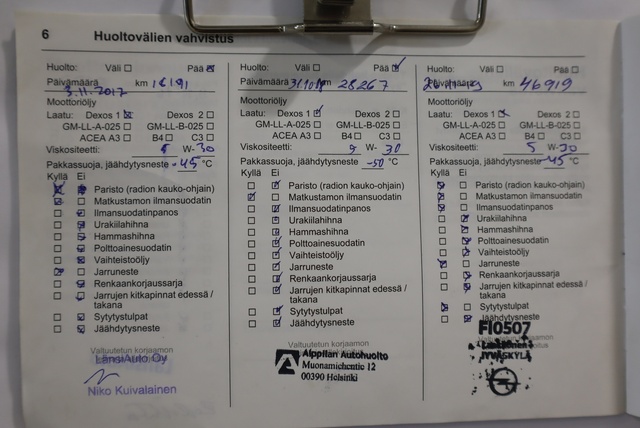 6 Huoltovälien vahvistus
Huolto: Väli ☐ Pää ☒
Päivämäärä 3.11.2017 km
Moottoriöljy
Laatu: Dexos 1 ☒ Dexos 2 ☐
GM-LL-A-025 ☐ GM-LL-B-025 ☐
ACEA A3 ☐ B4 ☐ C3 ☐
Viskositeetti: 5 W-30
Pakkassuoja, jäähdytysneste -45 °C
Kyllä Ei
Paristo (radion kauko-ohjain)
Matkustamon ilmansuodatin
Ilmansuodatinpanos
Urakiilahihna
Hammashihna
Polttoainesuodatin
Vaihteistoöljy
Jarruneste
Renkaankorjaussarja
Jarrujen kitkapinnat edessä /
takana
Sytytystulpat
Jäähdytysneste
Valtuutetun korjaamon
LänsiAuto Oy
Niko Kuivalainen
Huolto: Väli ☐ Pää ☑
Päivämäärä km 28267
Moottoriöljy
Laatu: Dexos 1 ☑ Dexos 2 ☐
GM-LL-A-025 ☐ GM-LL-B-025 ☐
ACEA A3 ☐ B4 ☐ C3 ☐
Viskositeetti: W- 30
Pakkassuoja, jäähdytysneste -50 °C
Kyllä Ei
Paristo (radion kauko-ohjain)
Matkustamon ilmansuodatin
Ilmansuodatinpanos
Urakiilahihna
Hammashihna
Polttoainesuodatin
Vaihteistoöljy
Jarruneste
Renkaankorjaussarja
Jarrujen kitkapinnat edessä /
takana
Sytytystulpat
Jäähdytysneste
Valtuutetun korjaamon
Alppilan Autohuolto
Muonamiehentie 12
00390 Helsinki
Huolto: Väli ☐ Pää ☐
Päivämäärä km 46919
Moottoriöljy
Laatu: Dexos 1 ☒ Dexos 2 ☐
GM-LL-A-025 ☐ GM-LL-B-025 ☐
ACEA A3 ☐ B4 ☐ C3 ☐
Viskositeetti: 5 W-30
Pakkassuoja, jäähdytysneste -45 °C
Kyllä Ei
Paristo (radion kauko-ohjain)
Matkustamon ilmansuodatin
Ilmansuodatinpanos
Urakiilahihna
Hammashihna
Polttoainesuodatin
Vaihteistoöljy
Jarruneste
Renkaankorjaussarja
Jarrujen kitkapinnat edessä /
takana
Sytytystulpat
Jäähdytysneste
FI0507
JYVÄSKYLÄ